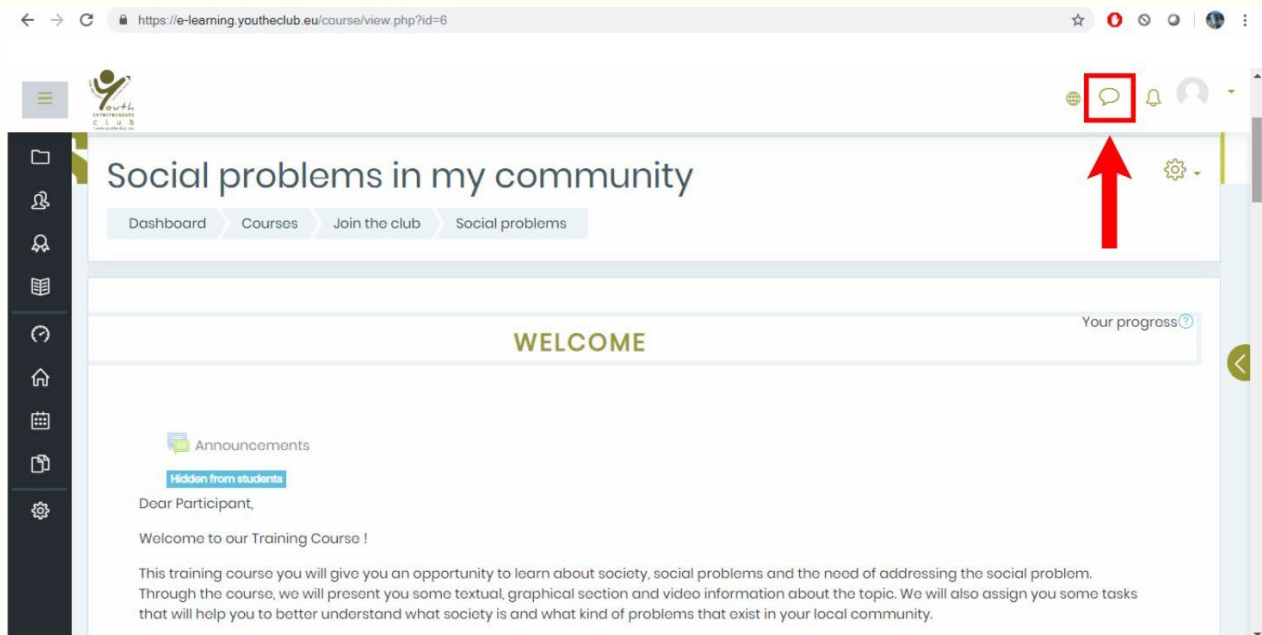 https://e-learning.youtheclub.eu/course/view.php?id=6
outh
ENTREPRENEURS
club
Social problems in my community
Dashboard Courses Join the club Social problems
Your progress
WELCOME
Announcements
Hidden from students
Dear Participant,
Welcome to our Training Course !
This training course you will give you an opportunity to learn about society, social problems and the need of addressing the social problem.
Through the course, we will present you some textual, graphical section and video information about the topic. We will also assign you some tasks
that will help you to better understand what society is and what kind of problems that exist in your local community.